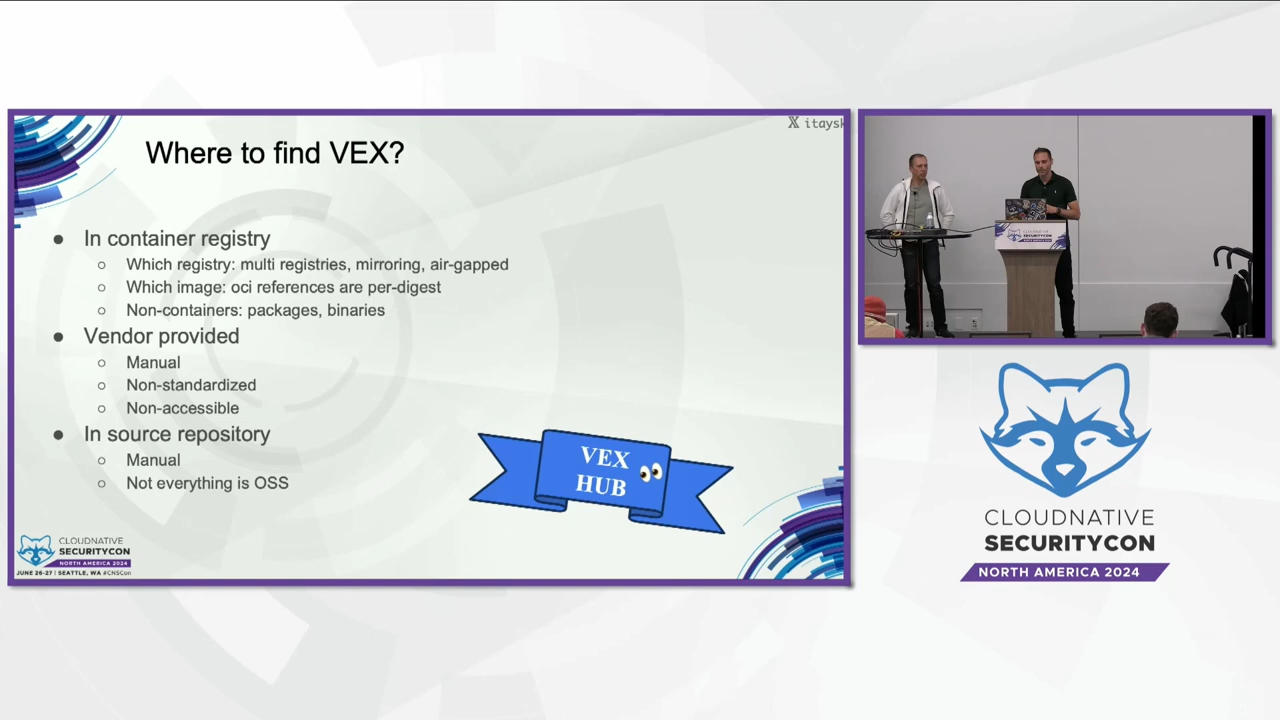 𝕏 itaysk
Where to find VEX?
● In container registry
○ Which registry: multi registries, mirroring, air-gapped
○ Which image: oci references are per-digest
○ Non-containers: packages, binaries
● Vendor provided
○ Manual
○ Non-standardized
○ Non-accessible
● In source repository
○ Manual
○ Not everything is OSS
VEX
HUB
CLOUDNATIVE
SECURITYCON
NORTH AMERICA 2024
JUNE 26-27 | SEATTLE, WA #CNSCon
CLOUDNATIVE
SECURITYCON
NORTH AMERICA 2024